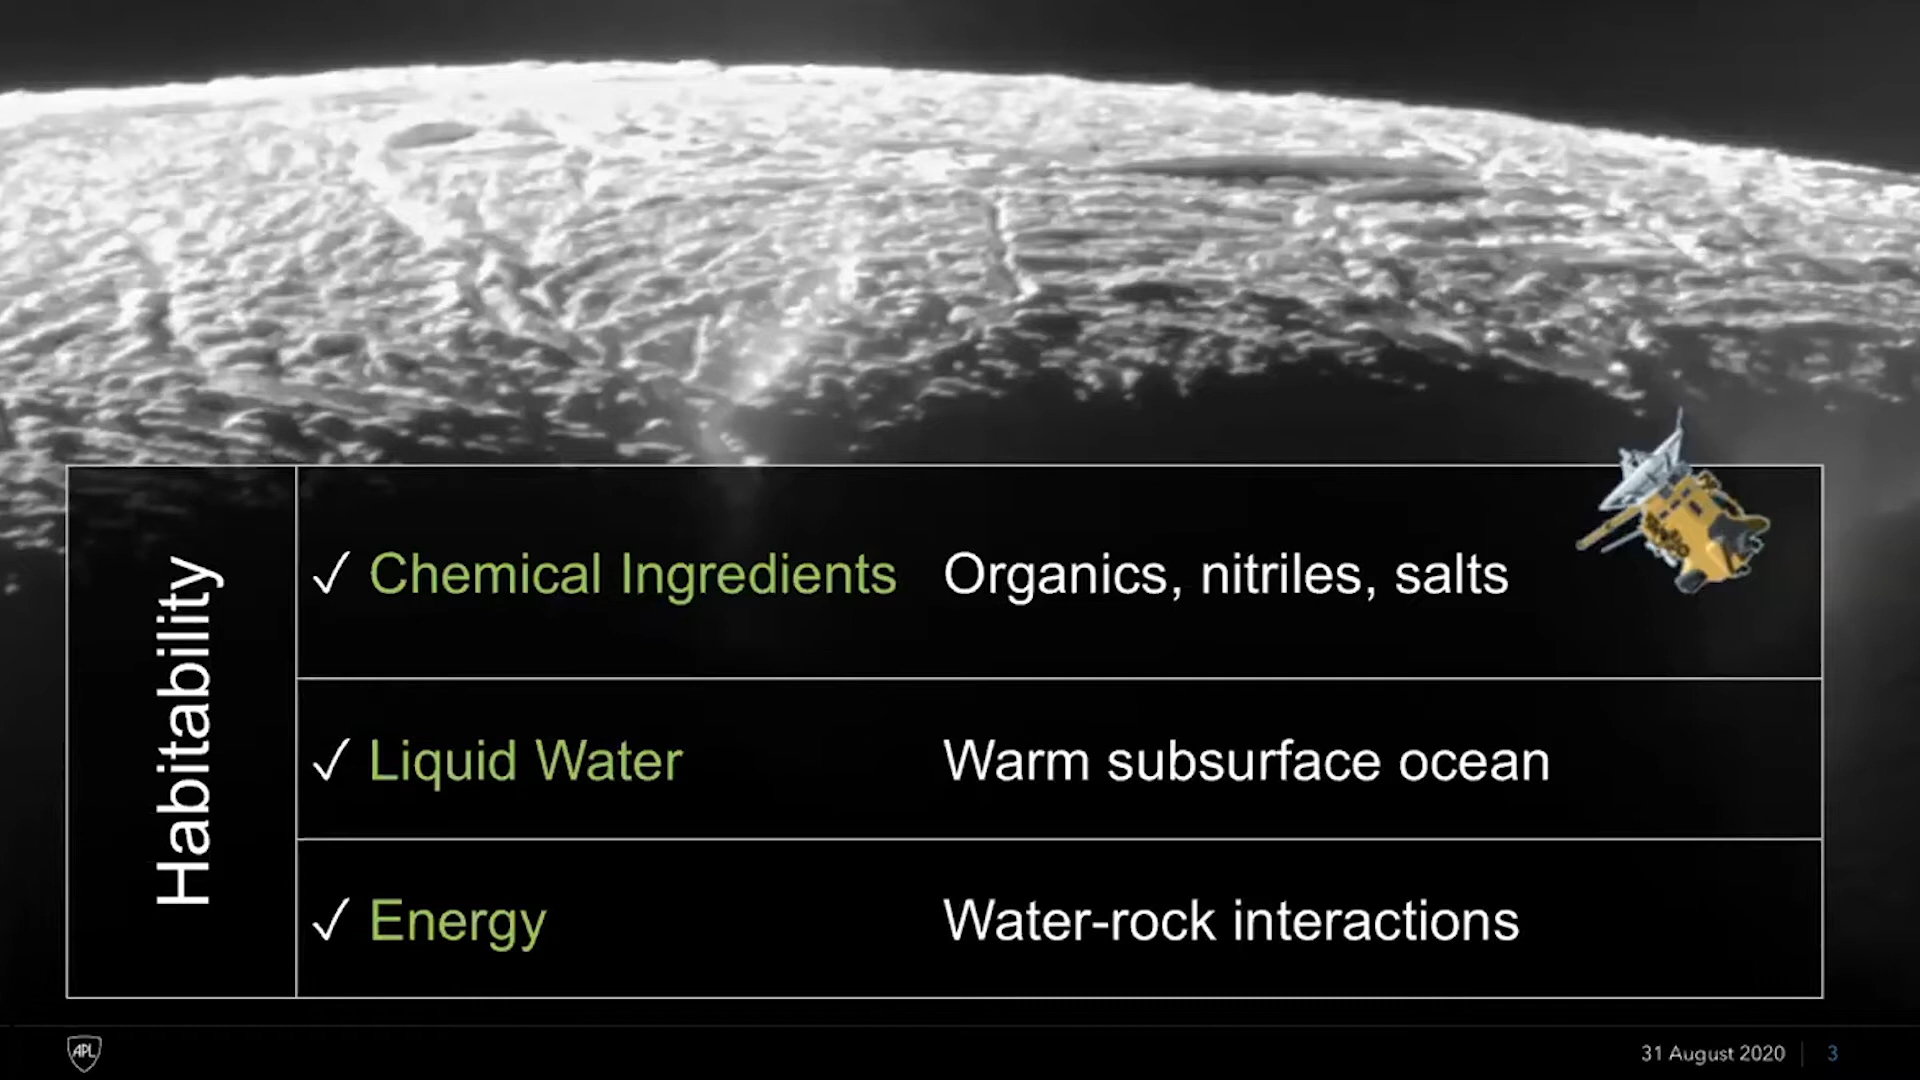 Habitability
✓ Chemical Ingredients Organics, nitriles, salts
✓ Liquid Water Warm subsurface ocean
✓ Energy Water-rock interactions
APL
31 August 2020 3